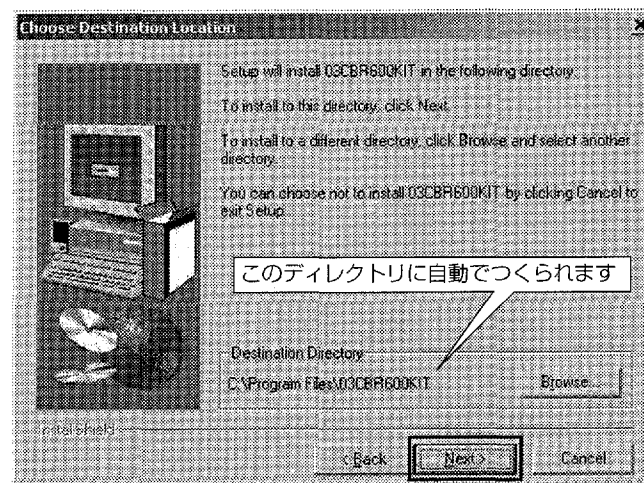 Choose Destination Location
Setup will install 03CBR600KIT in the following directory.
To install to this directory, click Next.
To install to a different directory, click Browse and select another
directory.
You can choose not to install 03CBR600KIT by clicking Cancel to
exit Setup.
このディレクトリに自動でつくられます
Destination Directory
C:\Program Files\03CBR600KIT
Browse...
InstallShield
< Back
Next >
Cancel